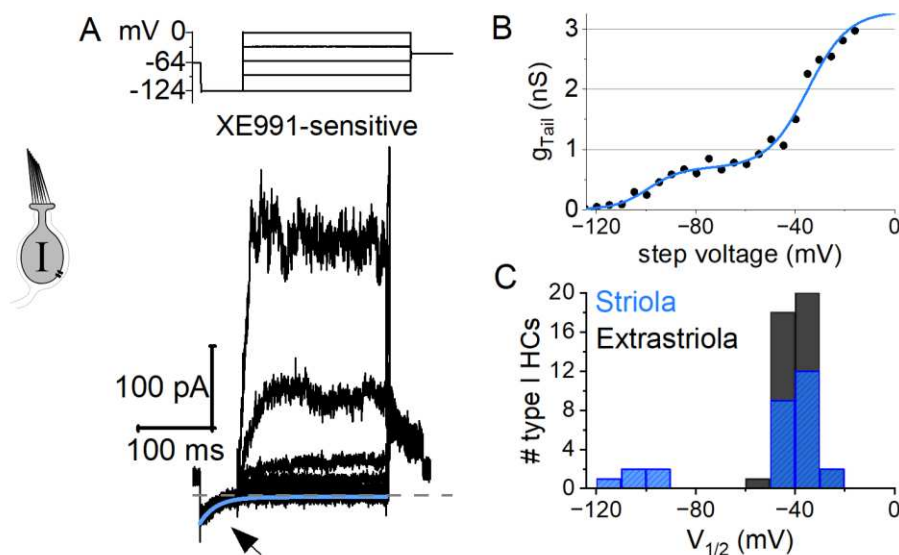 A
mV 0
-64
-124
XE991-sensitive
I
100 pA
100 ms
B
3
2
1
0
gTail (nS)
−120 −80 −40 0
step voltage (mV)
C
Striola
Extrastriola
20
16
12
8
4
0
# type I HCs
−120 −80 −40 0
V1/2 (mV)